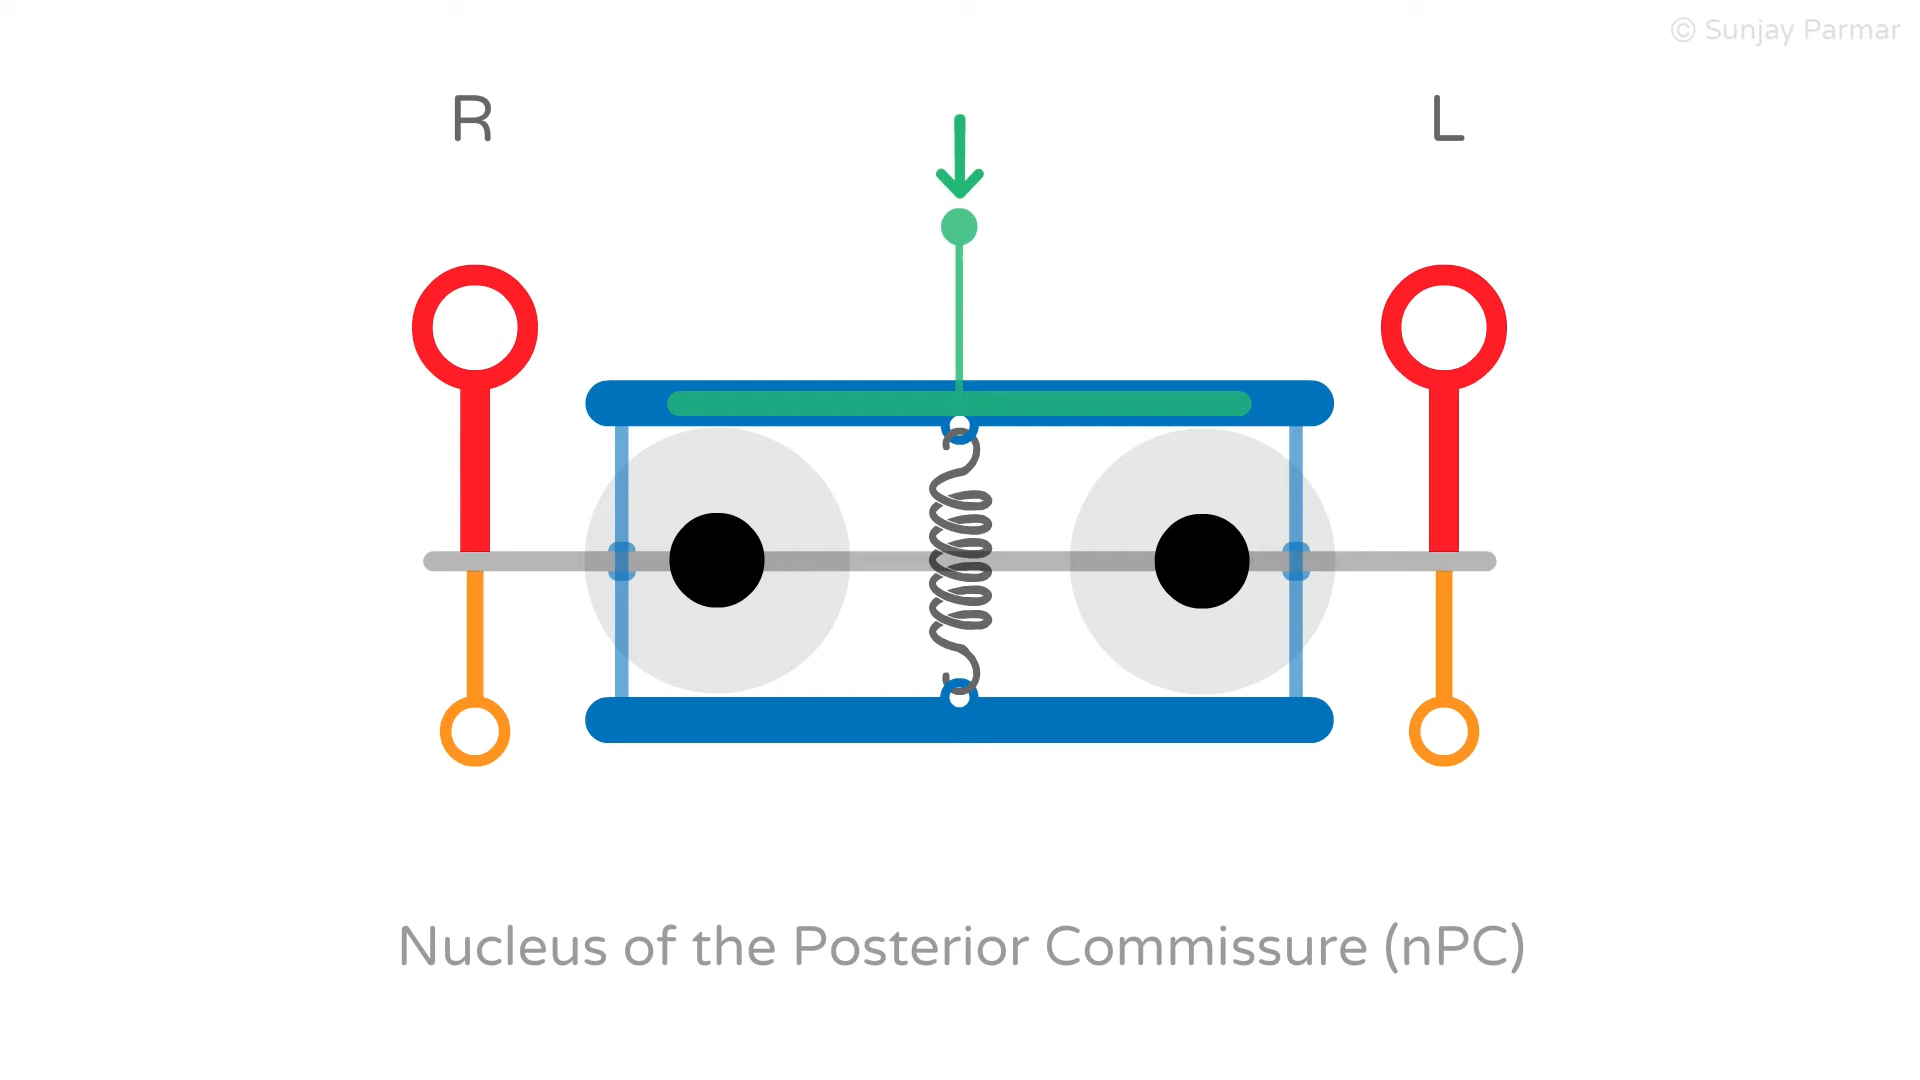 © Sunjay Parmar
R
L
Nucleus of the Posterior Commissure (nPC)